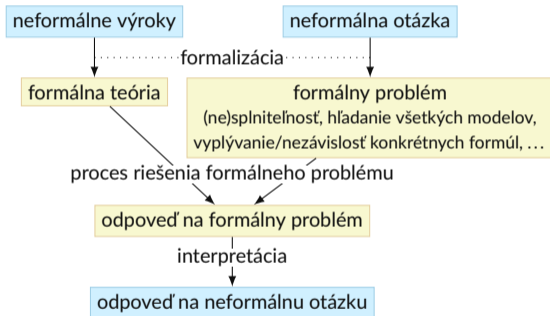 neformálne výroky
neformálna otázka
formalizácia
formálna teória
formálny problém
(ne)splniteľnosť, hľadanie všetkých modelov,
vyplývanie/nezávislosť konkrétnych formúl, …
proces riešenia formálneho problému
odpoveď na formálny problém
interpretácia
odpoveď na neformálnu otázku